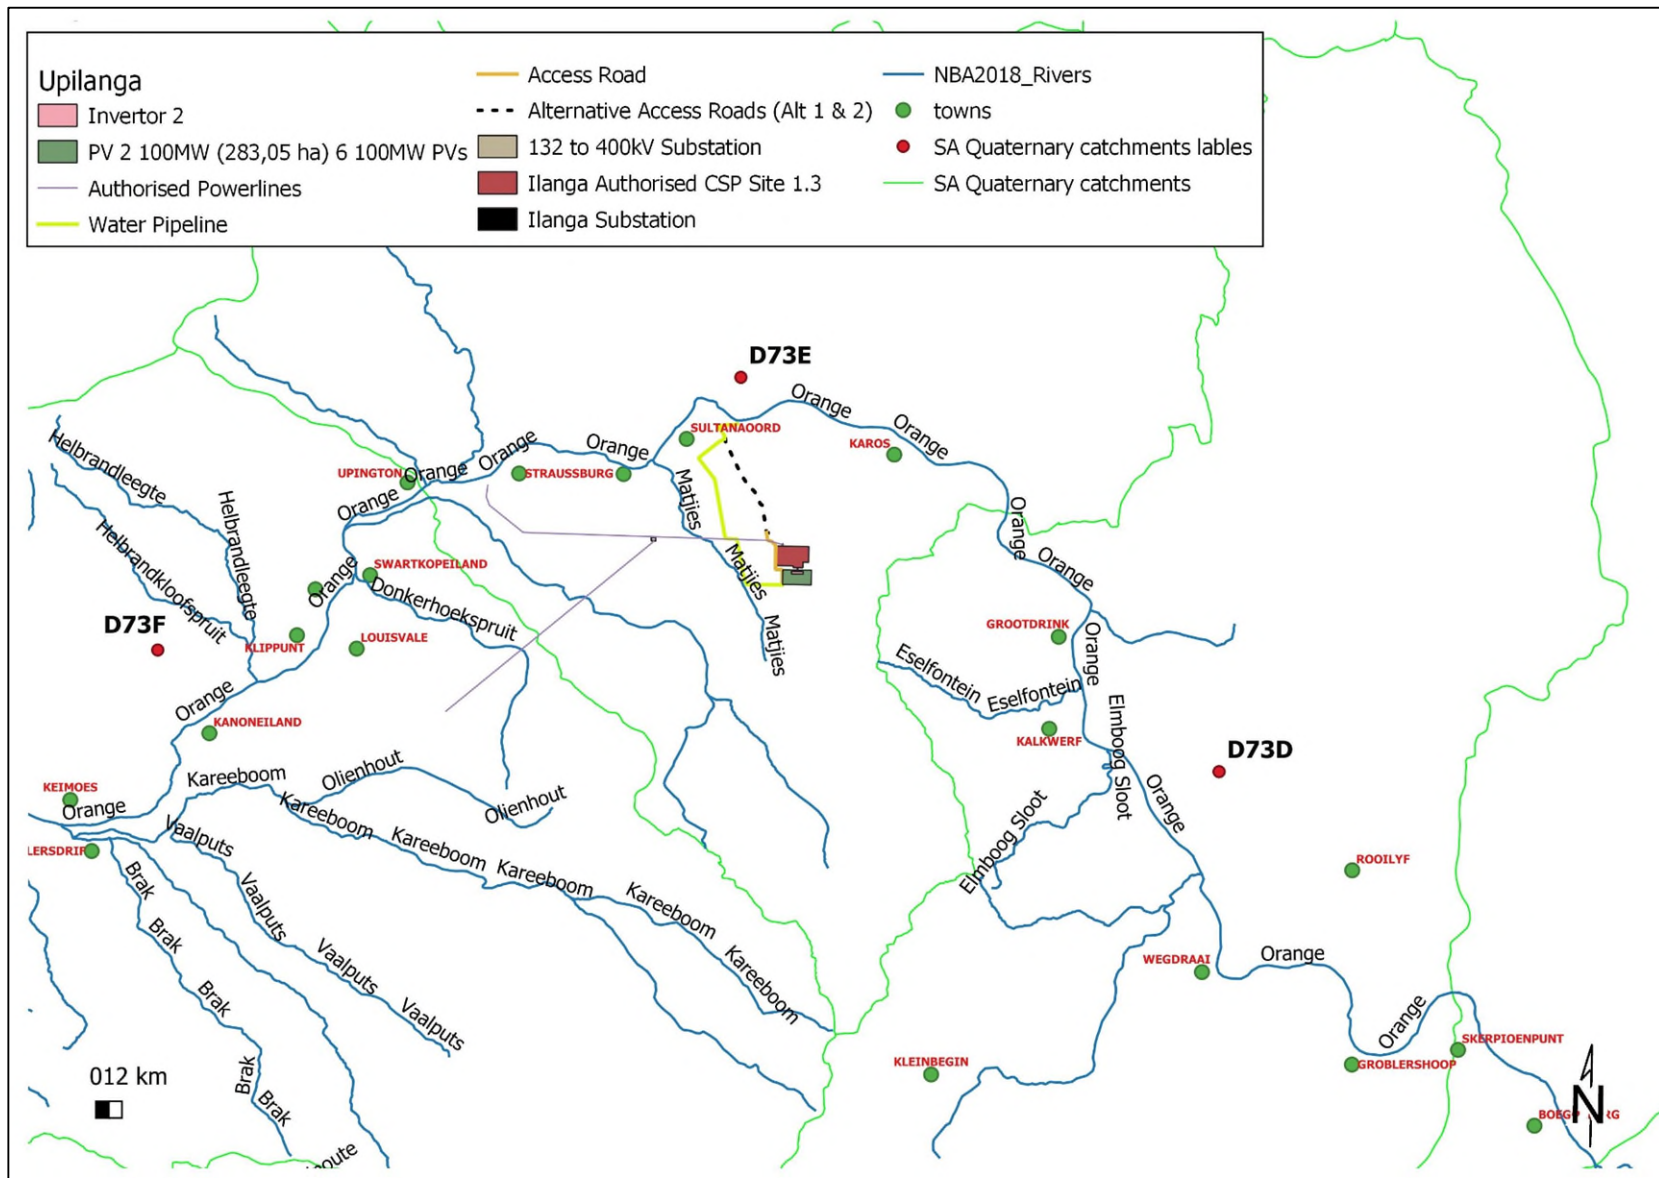 Upilanga
Invertor 2
PV 2 100MW (283,05 ha) 6 100MW PVs
Authorised Powerlines
Water Pipeline
Access Road
Alternative Access Roads (Alt 1 & 2)
132 to 400kV Substation
Ilanga Authorised CSP Site 1.3
Ilanga Substation
NBA2018_Rivers
towns
SA Quaternary catchments lables
SA Quaternary catchments
D73E
Orange
Orange
SULTANAOORD
KAROS
Orange
Orange
Orange
UPINGTON
STRAUSSBURG
Orange
Helbrandleegte
Helbrandleegte
Helbrandkloofspruit
Matjies
Matjies
Matjies
Orange
Orange
SWARTKOPEILAND
Orange
Donkerhoekspruit
D73F
KLIPPUNT
LOUISVALE
GROOTDRINK
Orange
Eselfontein
Eselfontein
Orange
KANONEILAND
KALKWERF
Elmboog Sloot
D73D
Orange
KEIMOES
Orange
Kareeboom
Olienhout
Olienhout
Kareeboom
Kareeboom
Kareeboom
Kareeboom
Kareeboom
Elmboog Sloot
LERSDRIF
Vaalputs
Vaalputs
Vaalputs
Vaalputs
Brak
Brak
Brak
Brak
Brak
ROOILYF
WEGDRAAI
Orange
Orange
SKERPIOENPUNT
GROBLERSHOOP
KLEINBEGIN
012 km
N